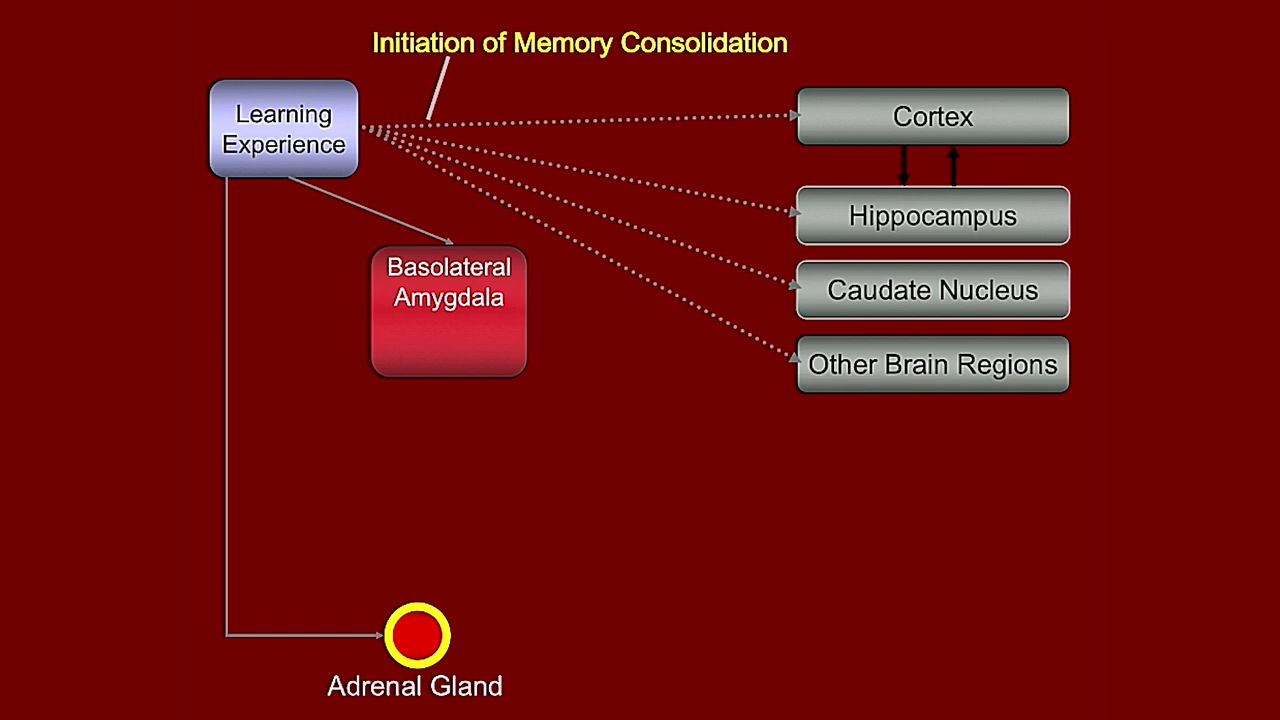 Initiation of Memory Consolidation
Learning
Experience
Cortex
Hippocampus
Caudate Nucleus
Other Brain Regions
Basolateral
Amygdala
Adrenal Gland